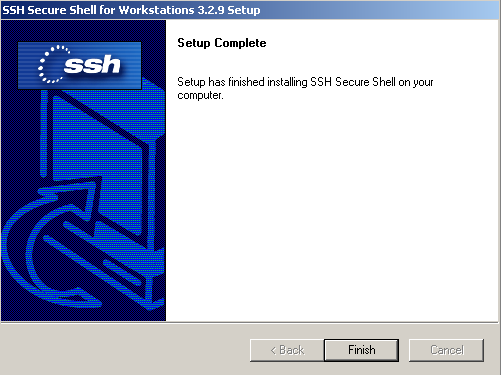 SSH Secure Shell for Workstations 3.2.9 Setup
ssh
Setup Complete
Setup has finished installing SSH Secure Shell on your
computer.
< Back
Finish
Cancel